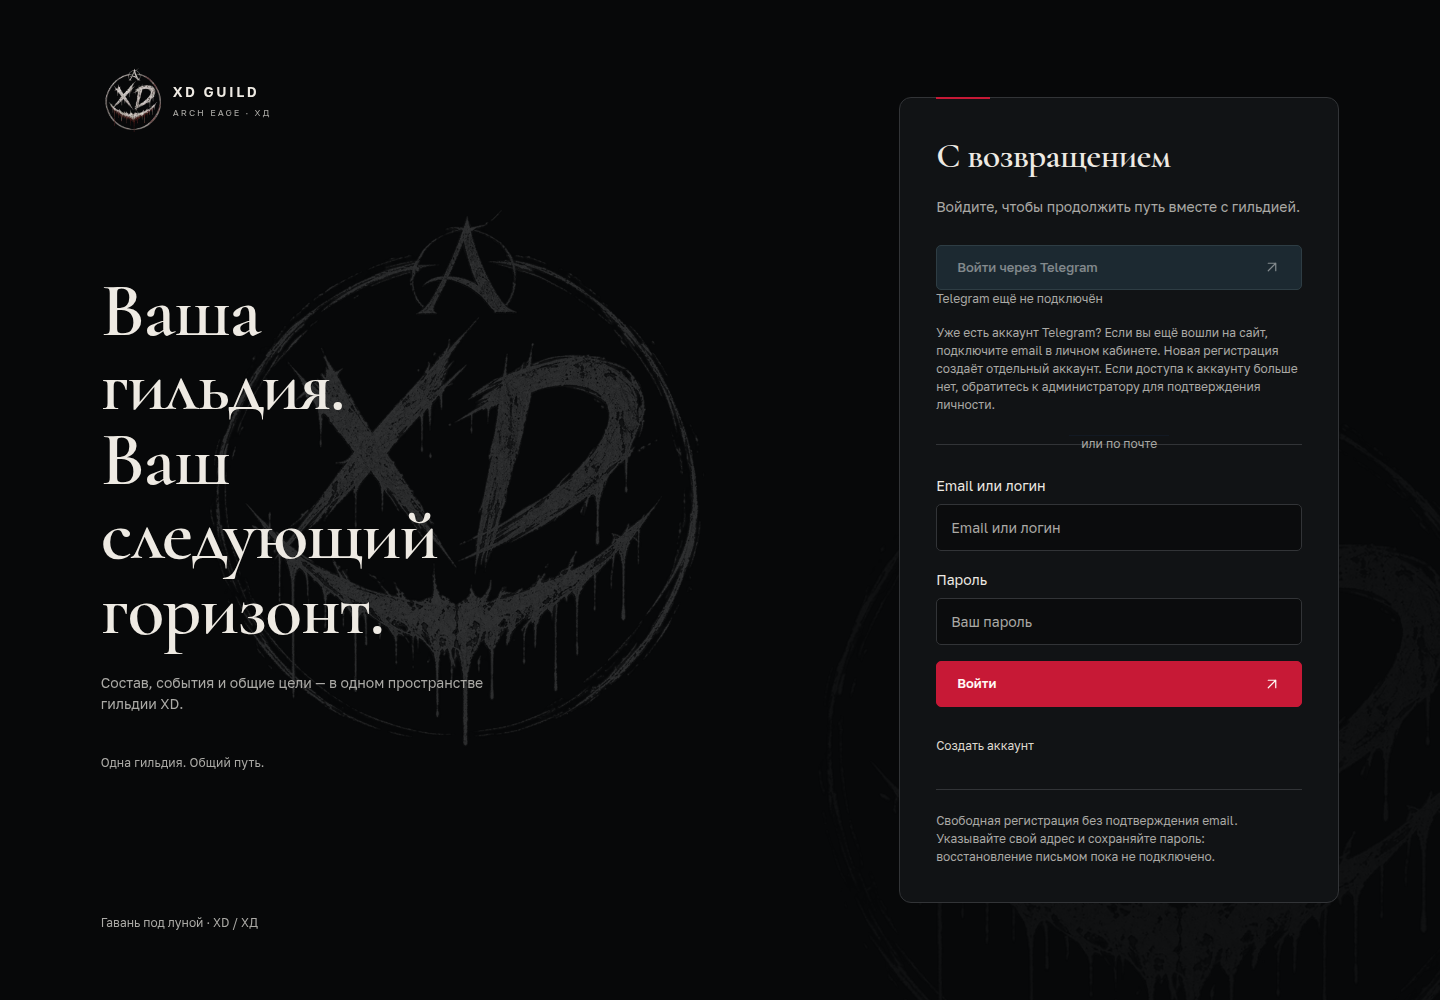 XD GUILD
ARCH EAGE · ХД
Ваша
гильдия.
Ваш
следующий
горизонт.
Состав, события и общие цели — в одном пространстве
гильдии XD.
Одна гильдия. Общий путь.
Гавань под луной · XD / ХД
С возвращением
Войдите, чтобы продолжить путь вместе с гильдией.
Войти через Telegram
Telegram ещё не подключён
Уже есть аккаунт Telegram? Если вы ещё вошли на сайт,
подключите email в личном кабинете. Новая регистрация
создаёт отдельный аккаунт. Если доступа к аккаунту больше
нет, обратитесь к администратору для подтверждения
личности.
или по почте
Email или логин
Email или логин
Пароль
Ваш пароль
Войти
Создать аккаунт
Свободная регистрация без подтверждения email.
Указывайте свой адрес и сохраняйте пароль:
восстановление письмом пока не подключено.
A
XD
A
XD